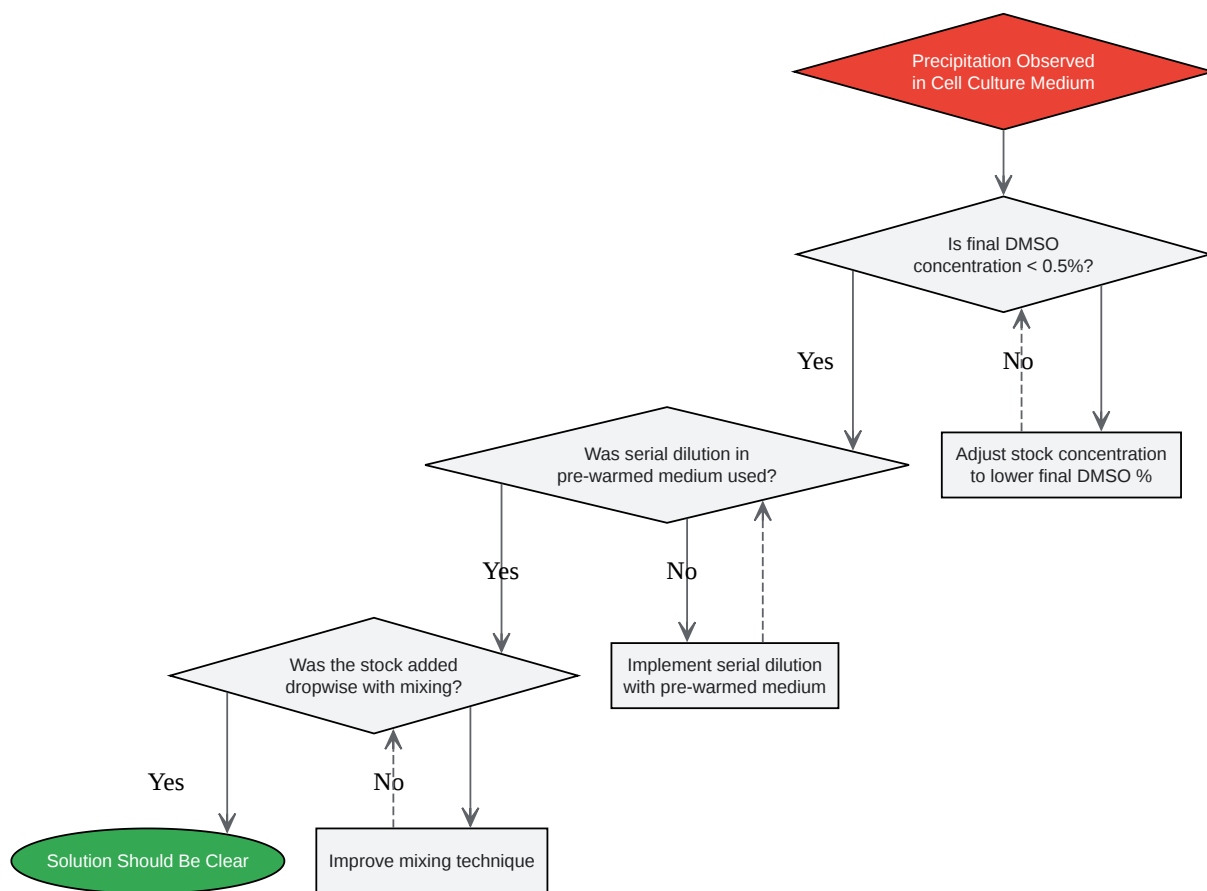 Precipitation Observed
in Cell Culture Medium
Is final DMSO
concentration < 0.5%?
Yes
No
Adjust stock concentration
to lower final DMSO %
Was serial dilution in
pre-warmed medium used?
Yes
No
Implement serial dilution
with pre-warmed medium
Was the stock added
dropwise with mixing?
Yes
No
Solution Should Be Clear
Improve mixing technique